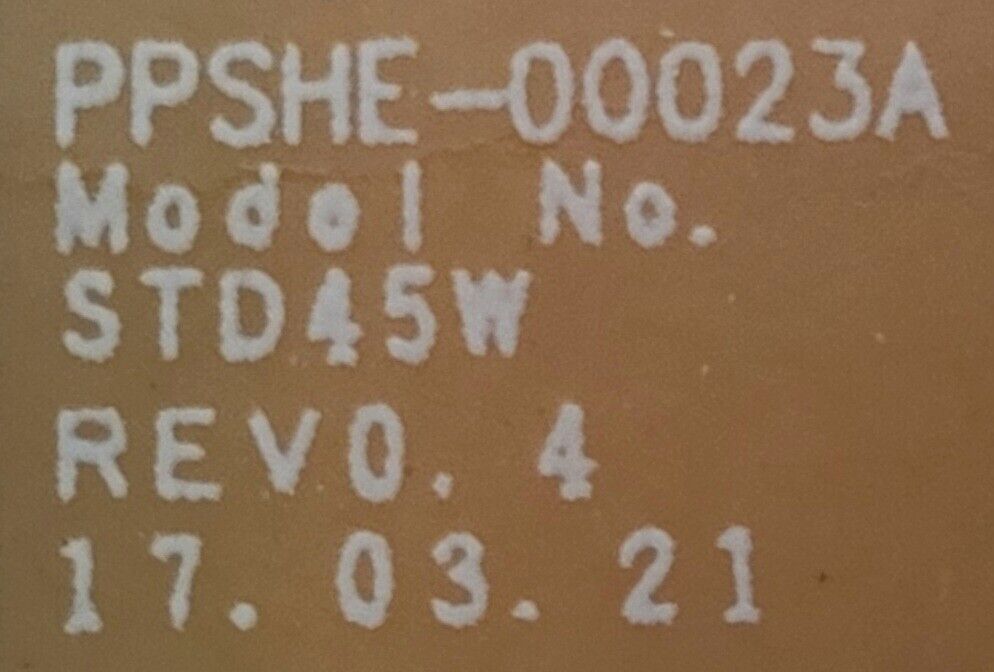 PPSHE-00023A
Model No.
STD45W
REV0.4
17.03.21